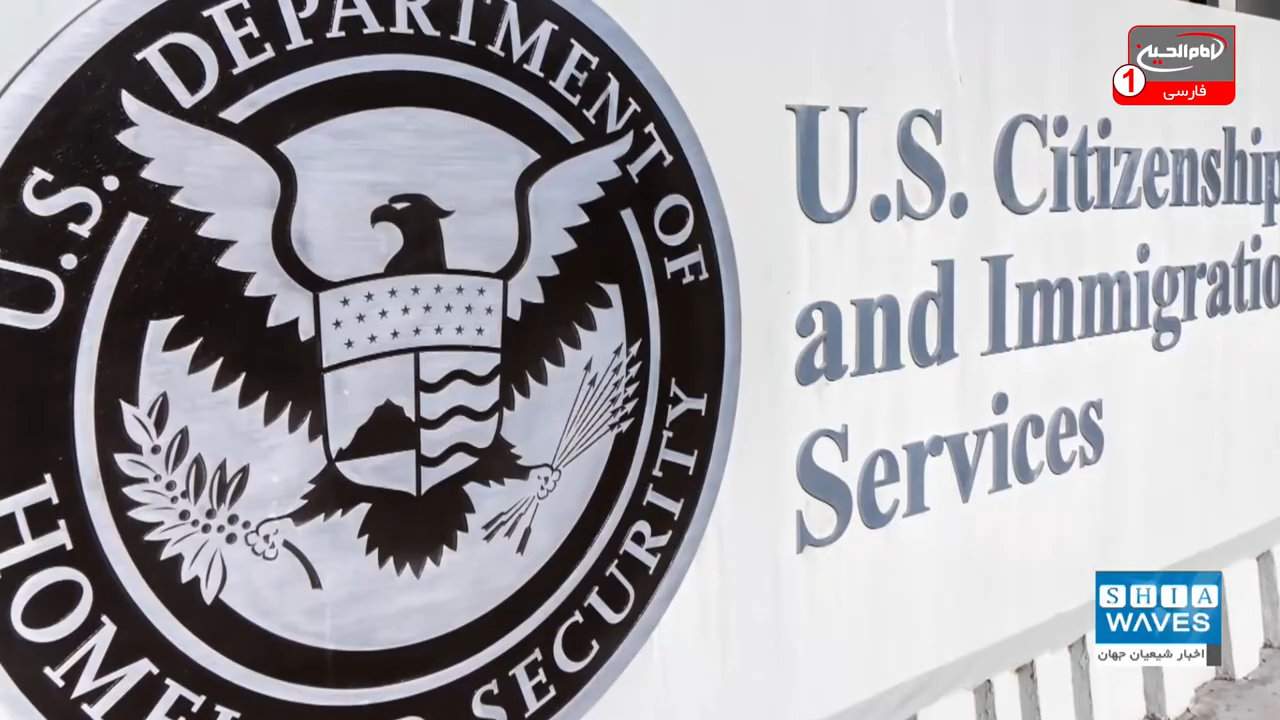 U.S. DEPARTMENT OF
HOMELAND SECURITY
U.S. Citizenship
and Immigratio
Services
امام الحسین
1
فارسی
SHIA
WAVES
اخبار شیعیان جهان